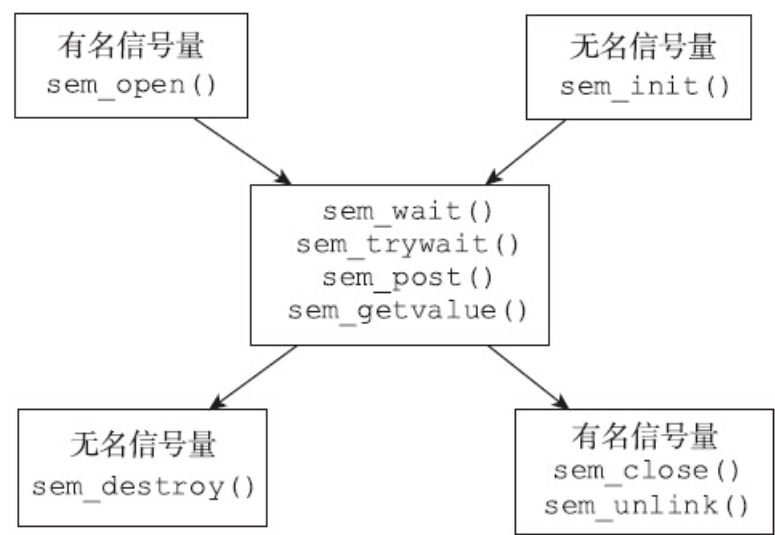 有名信号量
sem_open()
无名信号量
sem_init()
sem_wait()
sem_trywait()
sem_post()
sem_getvalue()
无名信号量
sem_destroy()
有名信号量
sem_close()
sem_unlink()